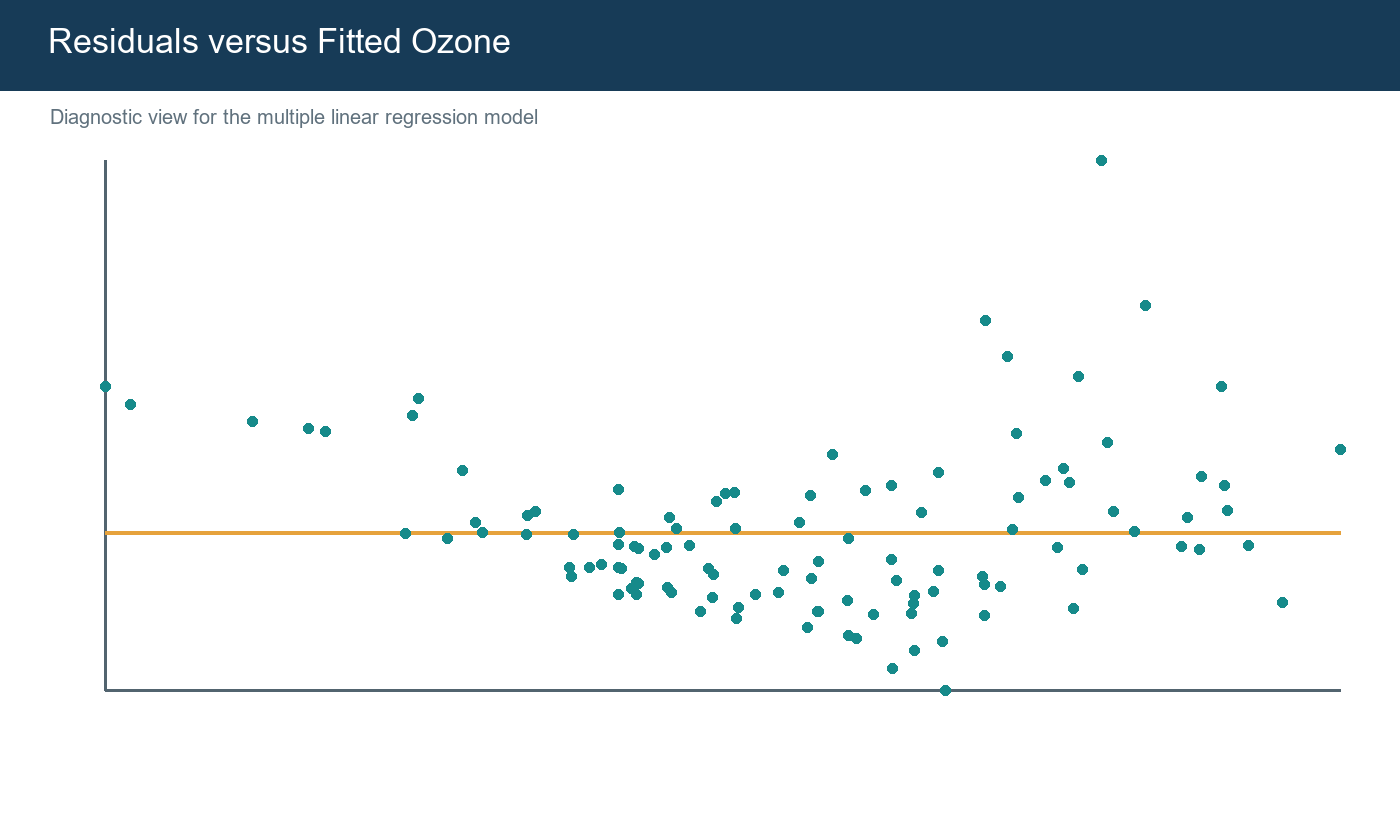 Residuals versus Fitted Ozone
Diagnostic view for the multiple linear regression model